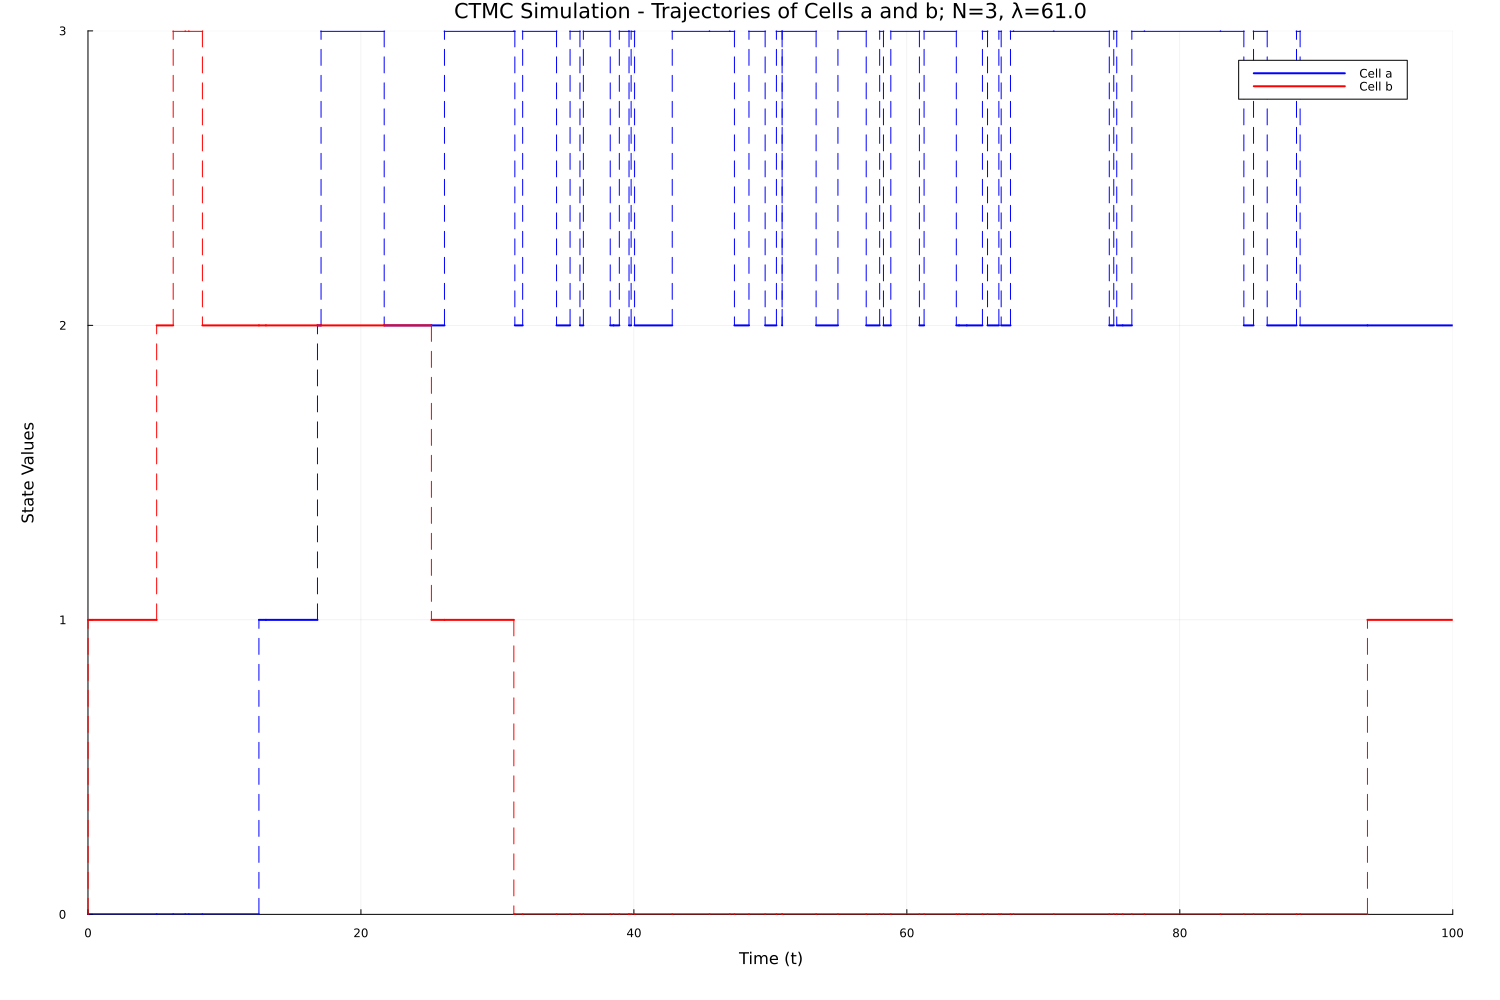 CTMC Simulation - Trajectories of Cells a and b; N=3, λ=61.0
3
Cell a
Cell b
2
State Values
1
0
0 20 40 60 80 100
Time (t)